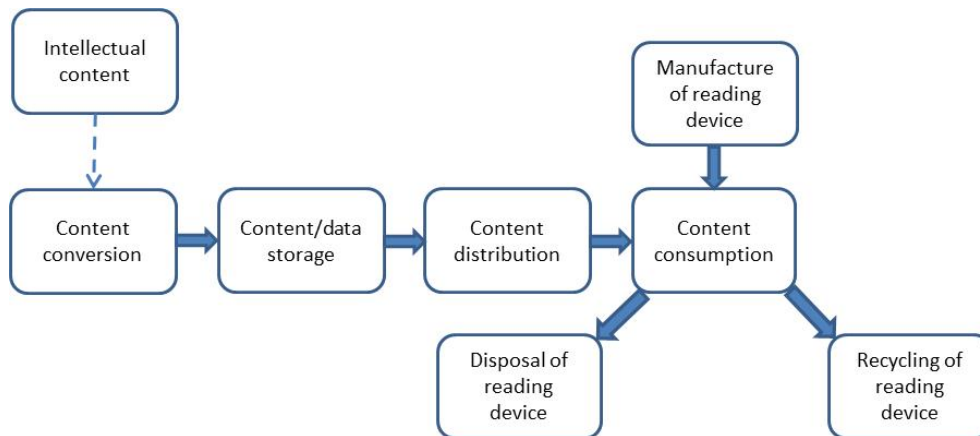 Intellectual
content
Manufacture
of reading
device
Content
conversion
Content/data
storage
Content
distribution
Content
consumption
Disposal of
reading
device
Recycling of
reading
device